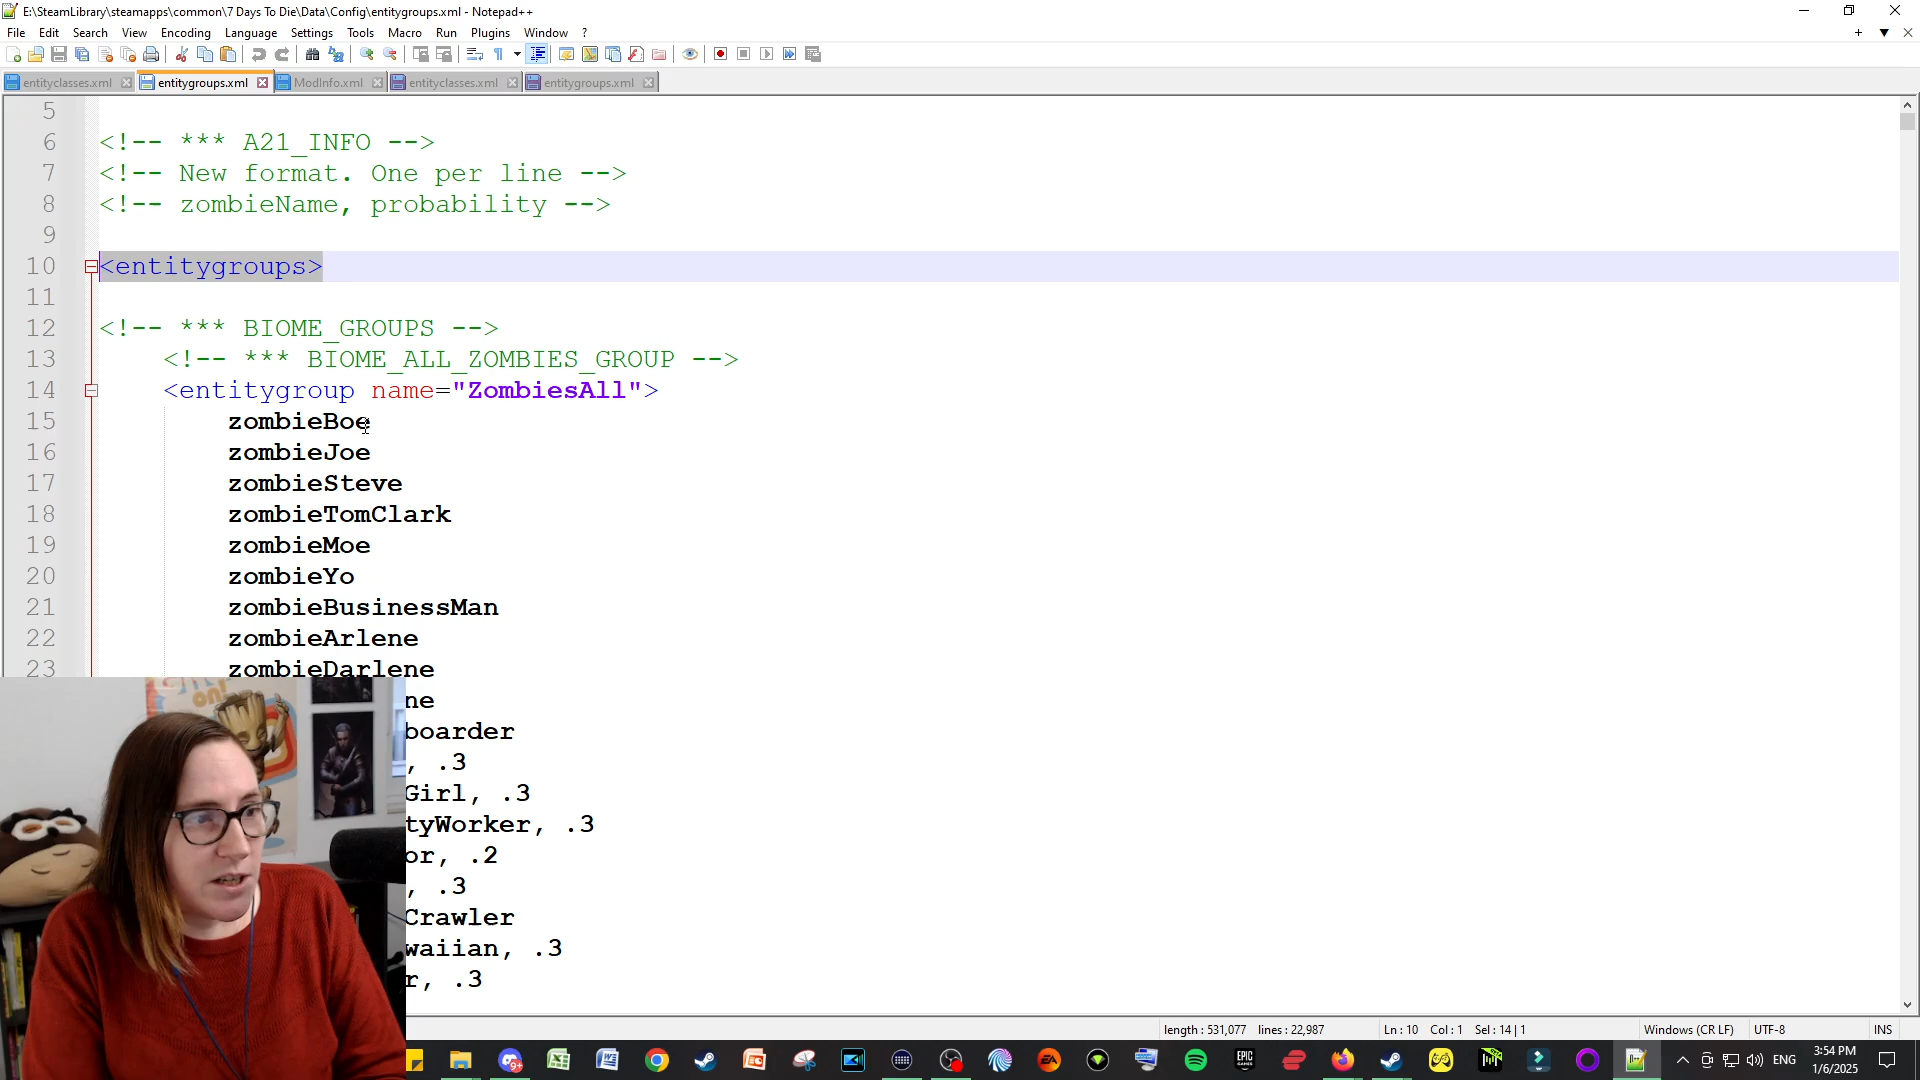 E:\SteamLibrary\steamapps\common\7 Days To Die\Data\Config\entitygroups.xml - Notepad++
File Edit Search View Encoding Language Settings Tools Macro Run Plugins Window ?
entityclasses.xml entitygroups.xml ModInfo.xml entityclasses.xml entitygroups.xml
5
6 <!-- *** A21_INFO -->
7 <!-- New format. One per line -->
8 <!-- zombieName, probability -->
9
10 <entitygroups>
11
12 <!-- *** BIOME_GROUPS -->
13 <!-- *** BIOME_ALL_ZOMBIES_GROUP -->
14 <entitygroup name="ZombiesAll">
15 zombieBoe
16 zombieJoe
17 zombieSteve
18 zombieTomClark
19 zombieMoe
20 zombieYo
21 zombieBusinessMan
22 zombieArlene
23 zombieDarlene
ne
boarder
, .3
Girl, .3
tyWorker, .3
or, .2
, .3
Crawler
waiian, .3
r, .3
length : 531,077 lines : 22,987 Ln : 10 Col : 1 Sel : 14 | 1 Windows (CR LF) UTF-8 INS
ENG 3:54 PM
1/6/2025